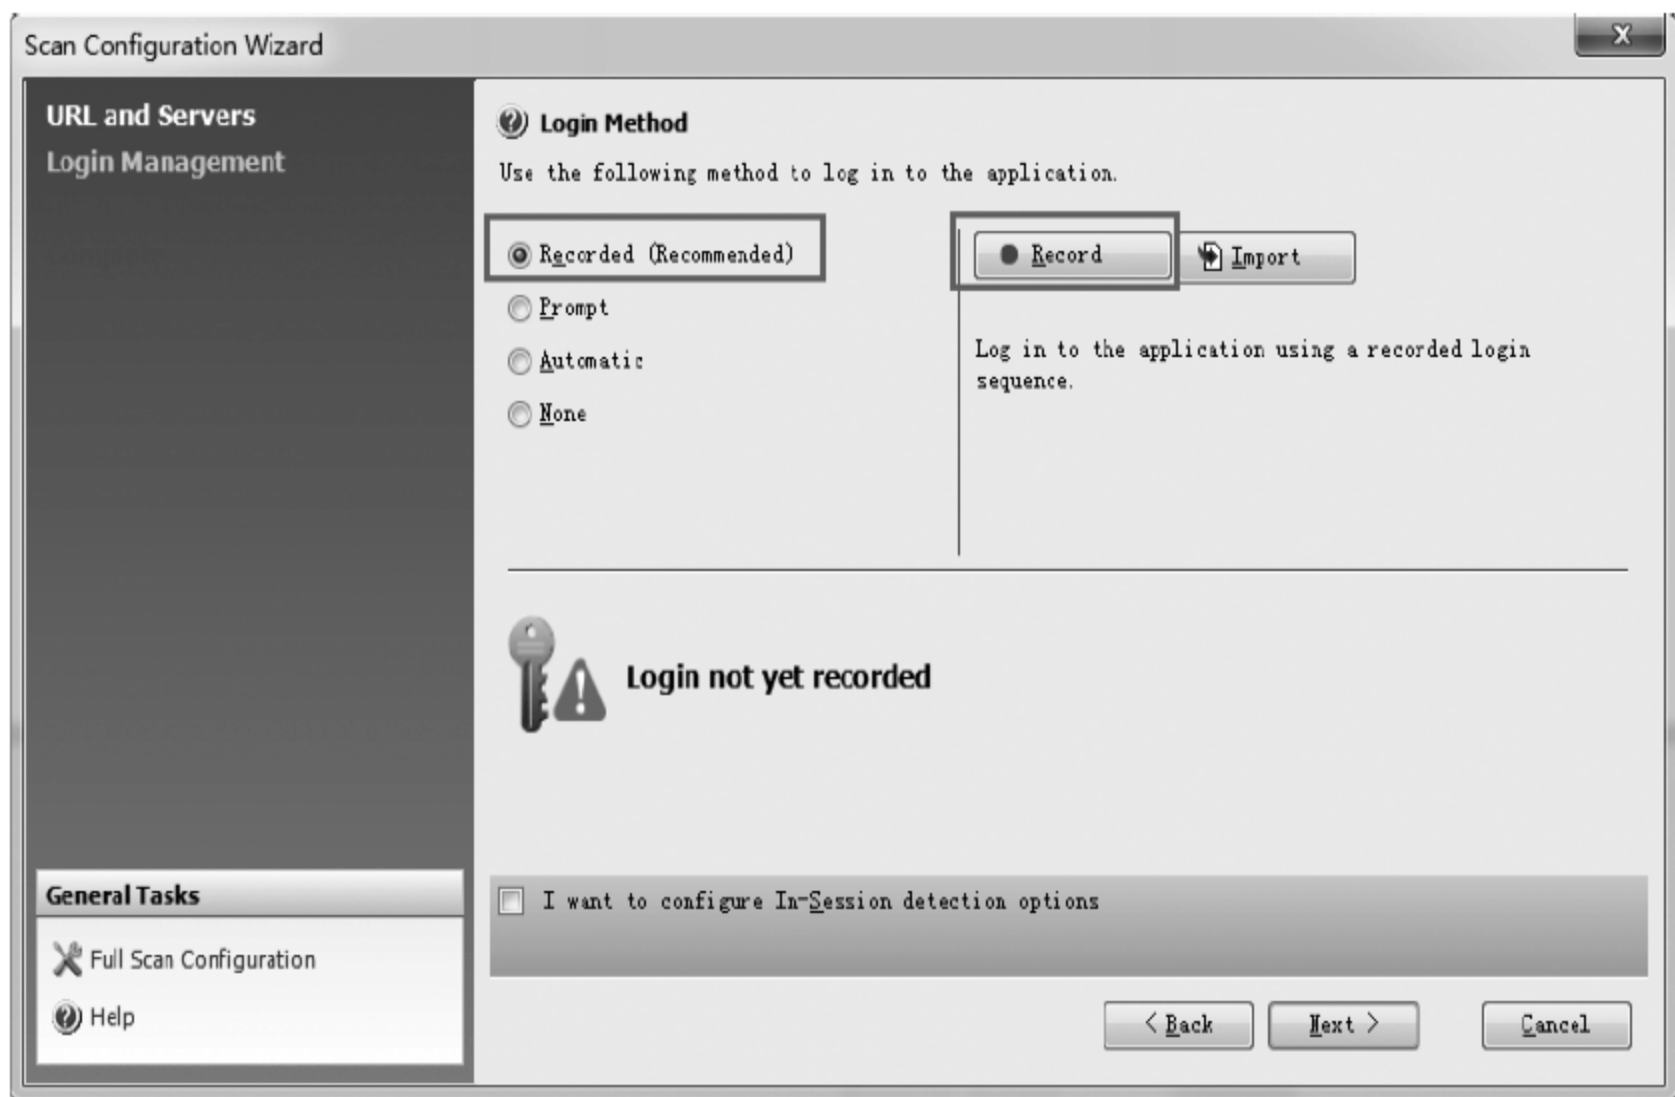 Scan Configuration Wizard
X
URL and Servers
Login Management
Login Method
Use the following method to log in to the application.
Recorded (Recommended)
Record
Import
Prompt
Automatic
None
Log in to the application using a recorded login
sequence.
Login not yet recorded
General Tasks
Full Scan Configuration
Help
I want to configure In-Session detection options
< Back
Next >
Cancel